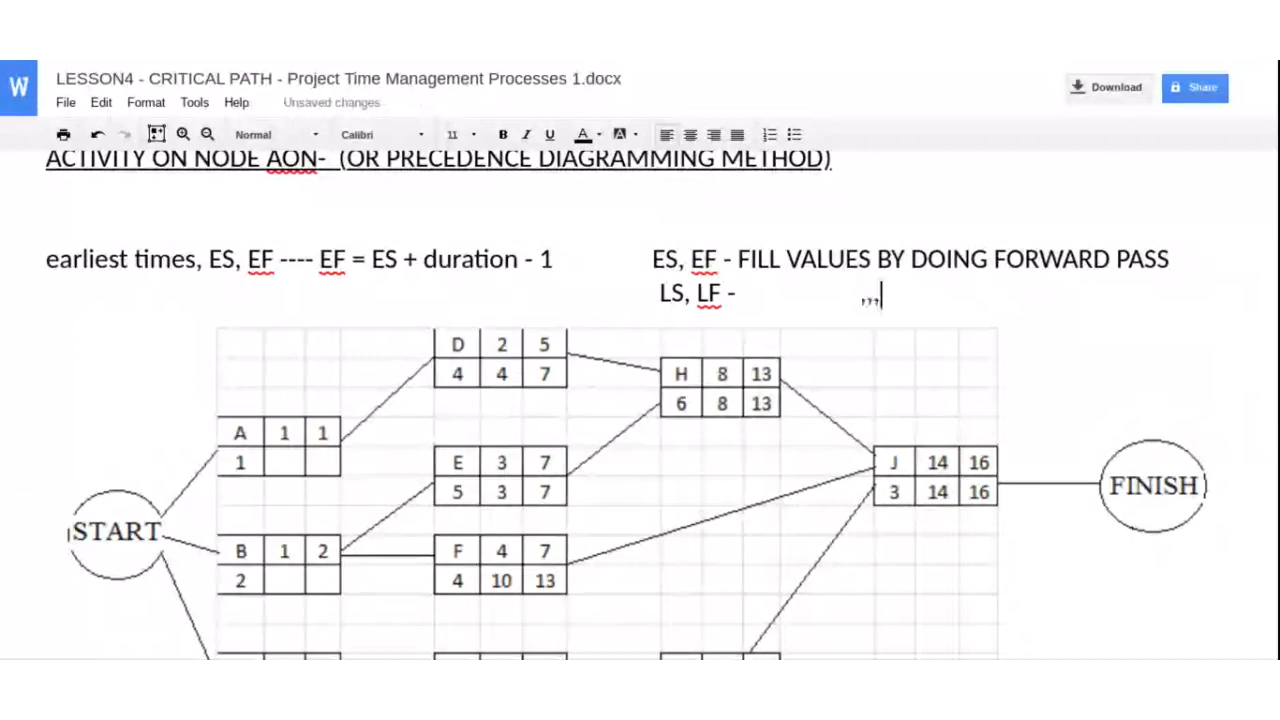 W
LESSON4 - CRITICAL PATH - Project Time Management Processes 1.docx
File Edit Format Tools Help Unsaved changes
Download Share
Normal Calibri 11 B I U A A
ACTIVITY ON NODE AON- (OR PRECEDENCE DIAGRAMMING METHOD)
earliest times, ES, EF ---- EF = ES + duration - 1
ES, EF - FILL VALUES BY DOING FORWARD PASS
LS, LF - ,,,
D 2 5
4 4 7
H 8 13
6 8 13
A 1 1
1
E 3 7
5 3 7
J 14 16
3 14 16
FINISH
START
B 1 2
2
F 4 7
4 10 13